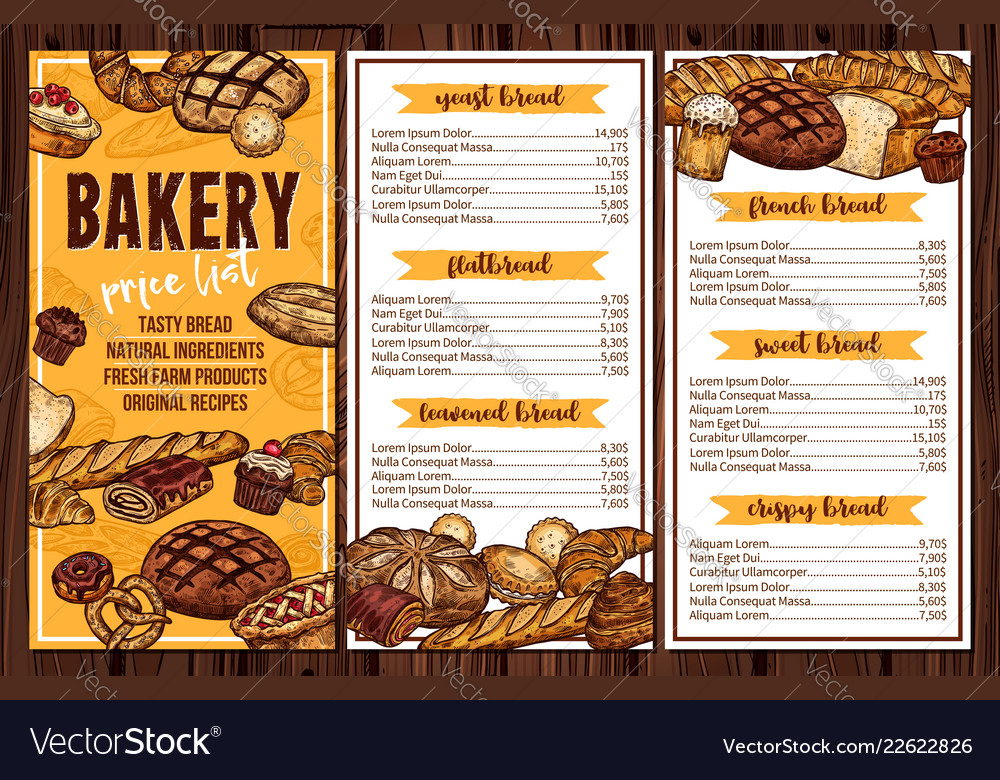 BAKERY
price list
TASTY BREAD
NATURAL INGREDIENTS
FRESH FARM PRODUCTS
ORIGINAL RECIPES
yeast bread
Lorem Ipsum Dolor 14,90$
Nulla Consequat Massa 17$
Aliquam Lorem 10,70$
Nam Eget Dui 15$
Curabitur Ullamcorper 15,10$
Lorem Ipsum Dolor 5,80$
Nulla Consequat Massa 7,60$
flatbread
Aliquam Lorem 9,70$
Nam Eget Dui 7,90$
Curabitur Ullamcorper 5,10$
Lorem Ipsum Dolor 8,30$
Nulla Consequat Massa 5,60$
Aliquam Lorem 7,50$
leavened bread
Lorem Ipsum Dolor 8,30$
Nulla Consequat Massa 5,60$
Aliquam Lorem 7,50$
Lorem Ipsum Dolor 5,80$
Nulla Consequat Massa 7,60$
french bread
Lorem Ipsum Dolor 8,30$
Nulla Consequat Massa 5,60$
Aliquam Lorem 7,50$
Lorem Ipsum Dolor 5,80$
Nulla Consequat Massa 7,60$
sweet bread
Lorem Ipsum Dolor 14,90$
Nulla Consequat Massa 17$
Aliquam Lorem 10,70$
Nam Eget Dui 15$
Curabitur Ullamcorper 15,10$
Lorem Ipsum Dolor 5,80$
Nulla Consequat Massa 7,60$
crispy bread
Aliquam Lorem 9,70$
Nam Eget Dui 7,90$
Curabitur Ullamcorper 5,10$
Lorem Ipsum Dolor 8,30$
Nulla Consequat Massa 5,60$
Aliquam Lorem 7,50$
VectorStock®
VectorStock.com/22622826